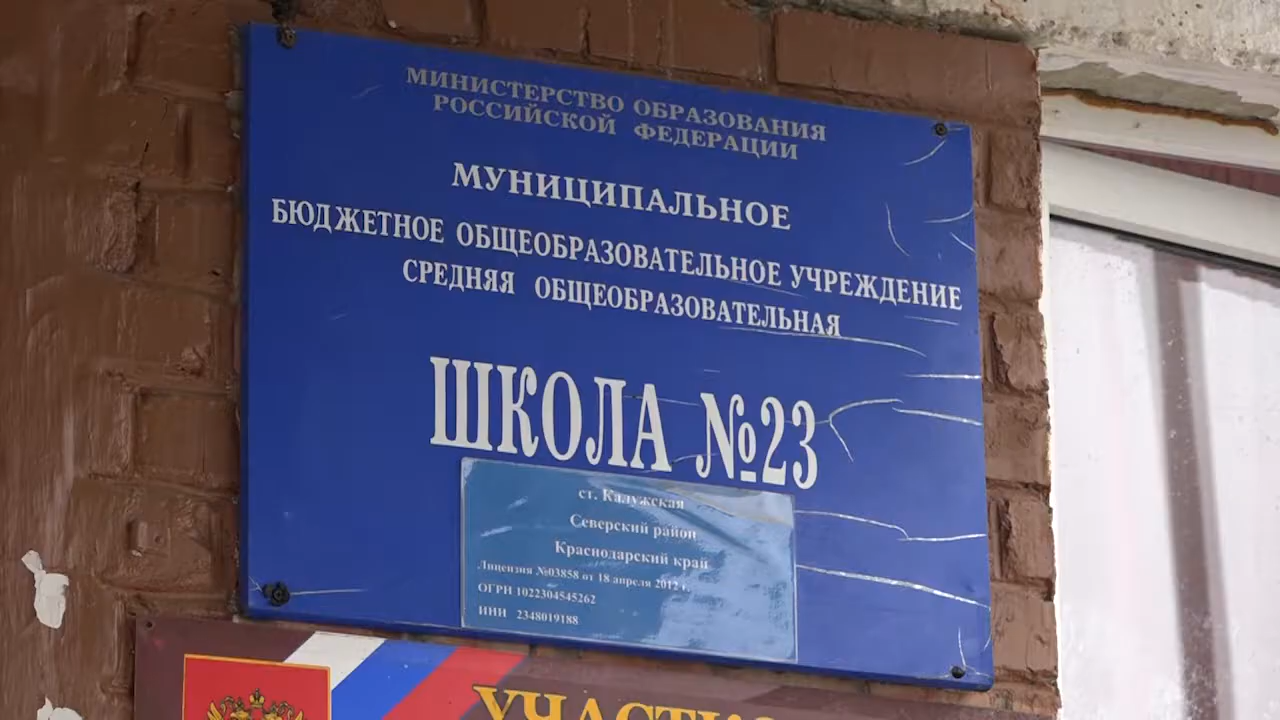 МИНИСТЕРСТВО ОБРАЗОВАНИЯ
РОССИЙСКОЙ ФЕДЕРАЦИИ
МУНИЦИПАЛЬНОЕ
БЮДЖЕТНОЕ ОБЩЕОБРАЗОВАТЕЛЬНОЕ УЧРЕЖДЕНИЕ
СРЕДНЯЯ ОБЩЕОБРАЗОВАТЕЛЬНАЯ
ШКОЛА №23
ст. Калужская
Северский район
Краснодарский край
Лицензия №03858 от 18 апреля 2012 г.
ОГРН 1022304545262
ИНН 2348019188